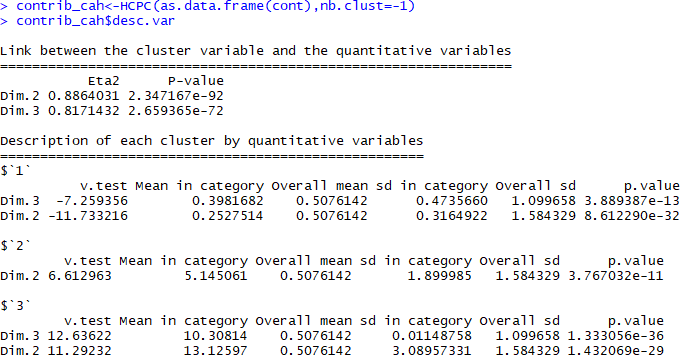 > contrib_cah<-HCPC(as.data.frame(cont),nb.clust=-1)
> contrib_cah$desc.var
Link between the cluster variable and the quantitative variables
================================================================
Eta2 P-value
Dim.2 0.8864031 2.347167e-92
Dim.3 0.8171432 2.659365e-72
Description of each cluster by quantitative variables
=====================================================
$`1`
v.test Mean in category Overall mean sd in category Overall sd p.value
Dim.3 -7.259356 0.3981682 0.5076142 0.4735660 1.099658 3.889387e-13
Dim.2 -11.733216 0.2527514 0.5076142 0.3164922 1.584329 8.612290e-32
$`2`
v.test Mean in category Overall mean sd in category Overall sd p.value
Dim.2 6.612963 5.145061 0.5076142 1.899985 1.584329 3.767032e-11
$`3`
v.test Mean in category Overall mean sd in category Overall sd p.value
Dim.3 12.63622 10.30814 0.5076142 0.01148758 1.099658 1.333056e-36
Dim.2 11.29232 13.12597 0.5076142 3.08957331 1.584329 1.432069e-29